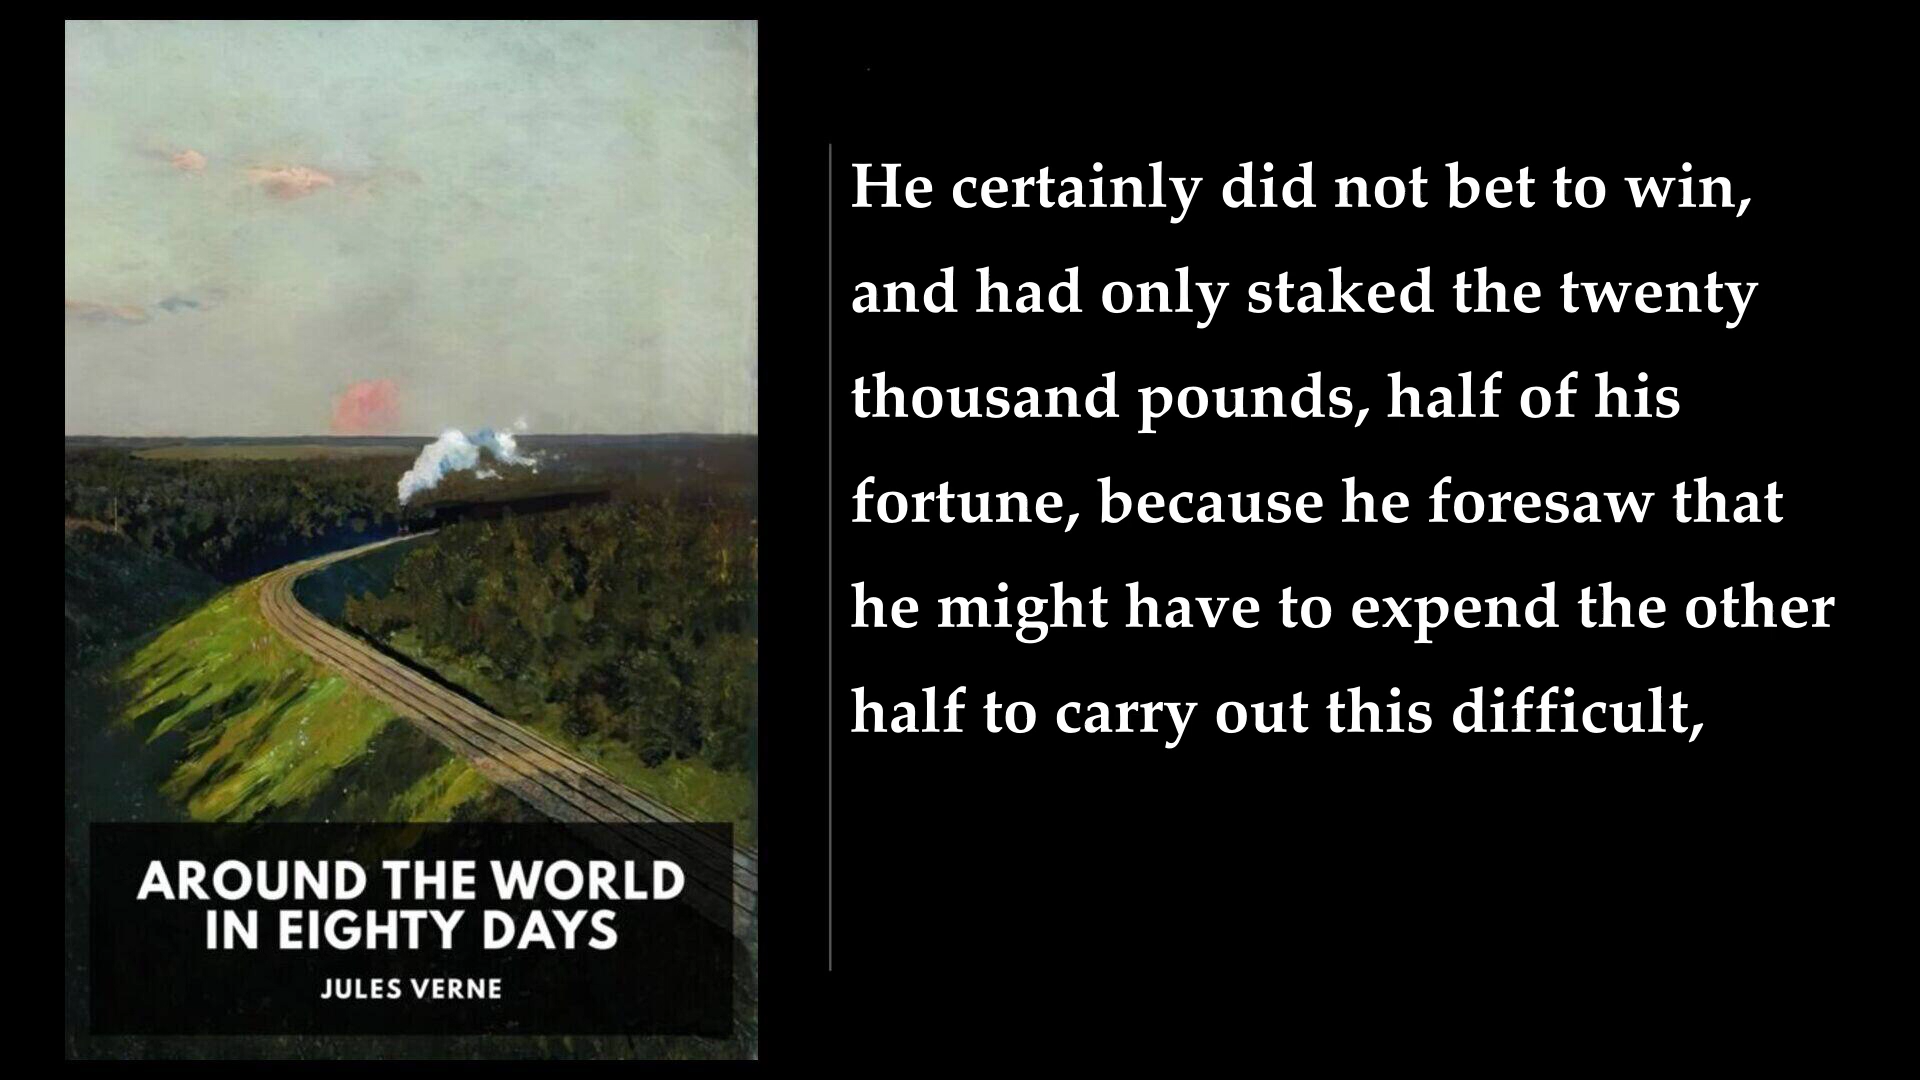 AROUND THE WORLD
IN EIGHTY DAYS
JULES VERNE
He certainly did not bet to win,
and had only staked the twenty
thousand pounds, half of his
fortune, because he foresaw that
he might have to expend the other
half to carry out this difficult,